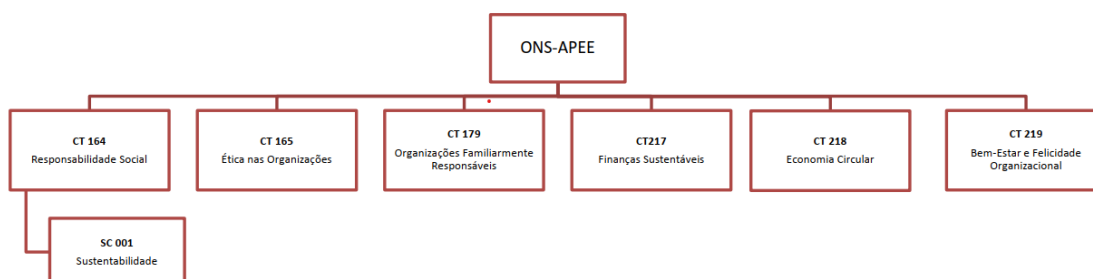 ONS-APEE
CT 164
Responsabilidade Social
CT 165
Ética nas Organizações
CT 179
Organizações Familiarmente
Responsáveis
CT217
Finanças Sustentáveis
CT 218
Economia Circular
CT 219
Bem-Estar e Felicidade
Organizacional
SC 001
Sustentabilidade